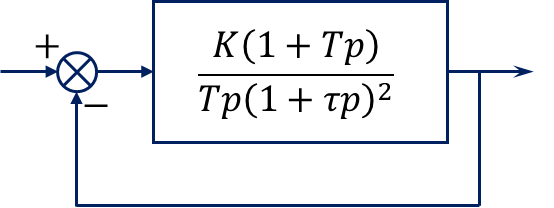 +
K(1 + Tp)
Tp(1 + τp)²
−